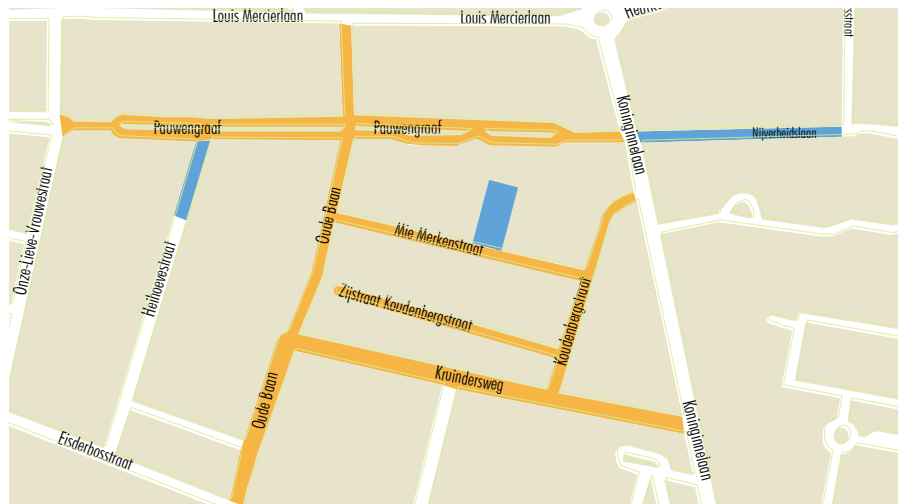 Louis Mercierlaan
Louis Mercierlaan
Pauwengraaf
Pauwengraaf
Koninginnelaan
Nijverheidslaan
Onze-Lieve-Vrouwestraat
Heihoevestraat
Oude Baan
Mie Merkenstraat
Zijstraat Koudenbergstraat
Koudenbergstraat
Kruindersweg
Oude Baan
Koninginnelaan
Eisderbosstraat